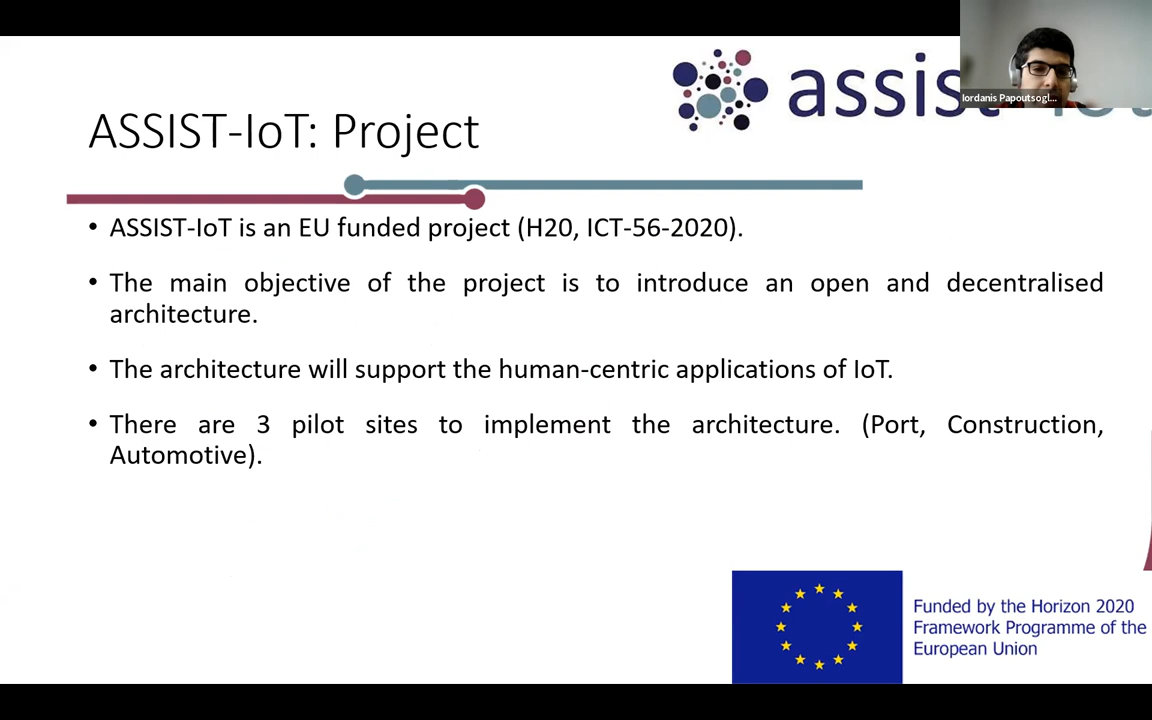 assist
Iordanis Papoutsogl...
ASSIST-IoT: Project
• ASSIST-IoT is an EU funded project (H20, ICT-56-2020).
• The main objective of the project is to introduce an open and decentralised
architecture.
• The architecture will support the human-centric applications of IoT.
• There are 3 pilot sites to implement the architecture. (Port, Construction,
Automotive).
Funded by the Horizon 2020
Framework Programme of the
European Union